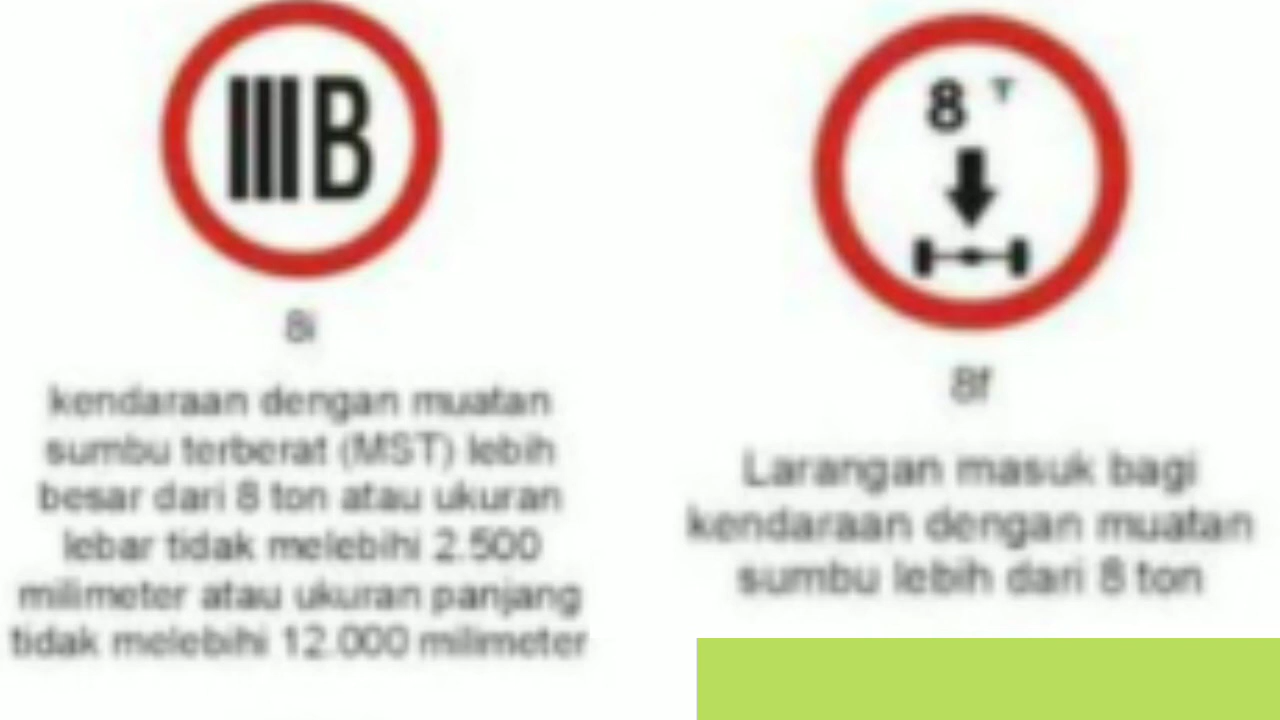 IIIB
8i
kendaraan dengan muatan
sumbu terberat (MST) lebih
besar dari 8 ton atau ukuran
lebar tidak melebihi 2.500
milimeter atau ukuran panjang
tidak melebihi 12.000 milimeter
8 T
8f
Larangan masuk bagi
kendaraan dengan muatan
sumbu lebih dari 8 ton